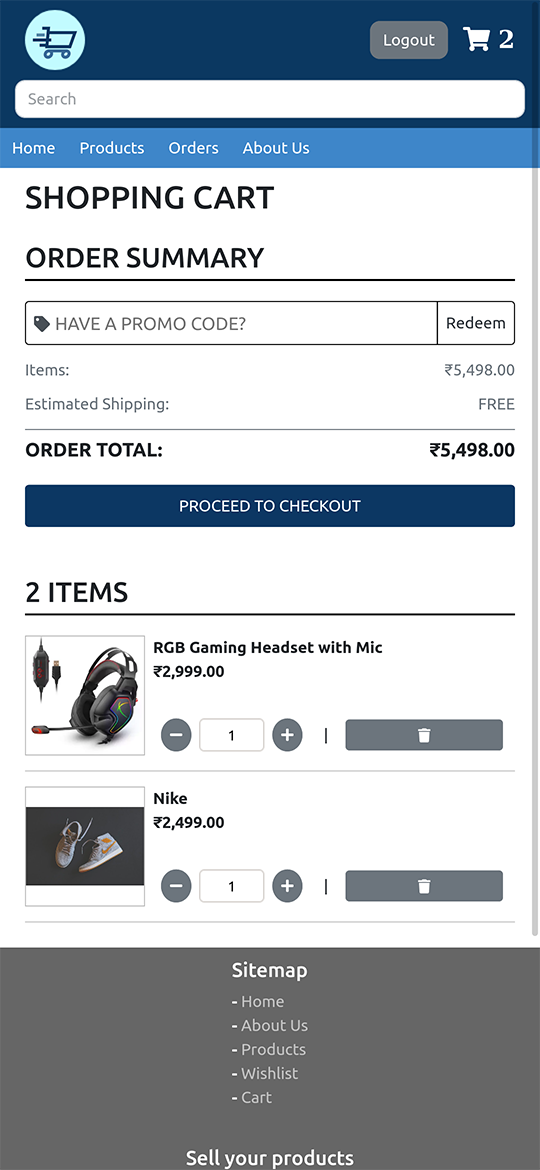 Logout
2
Search
Home Products Orders About Us
SHOPPING CART
ORDER SUMMARY
HAVE A PROMO CODE? Redeem
Items: ₹5,498.00
Estimated Shipping: FREE
ORDER TOTAL: ₹5,498.00
PROCEED TO CHECKOUT
2 ITEMS
RGB Gaming Headset with Mic
₹2,999.00
1 |
Nike
₹2,499.00
1 |
Sitemap
- Home
- About Us
- Products
- Wishlist
- Cart
Sell your products